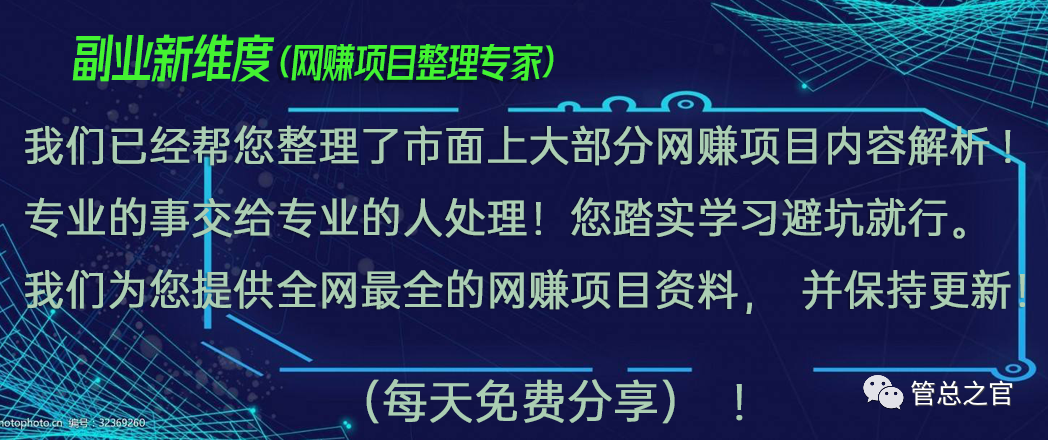 副业新维度（网赚项目整理专家）
我们已经帮您整理了市面上大部分网赚项目内容解析！
专业的事交给专业的人处理！您踏实学习避坑就行。
我们为您提供全网最全的网赚项目资料， 并保持更新！
（每天免费分享） ！
管总之官
hotophoto.cn 编号：32369260